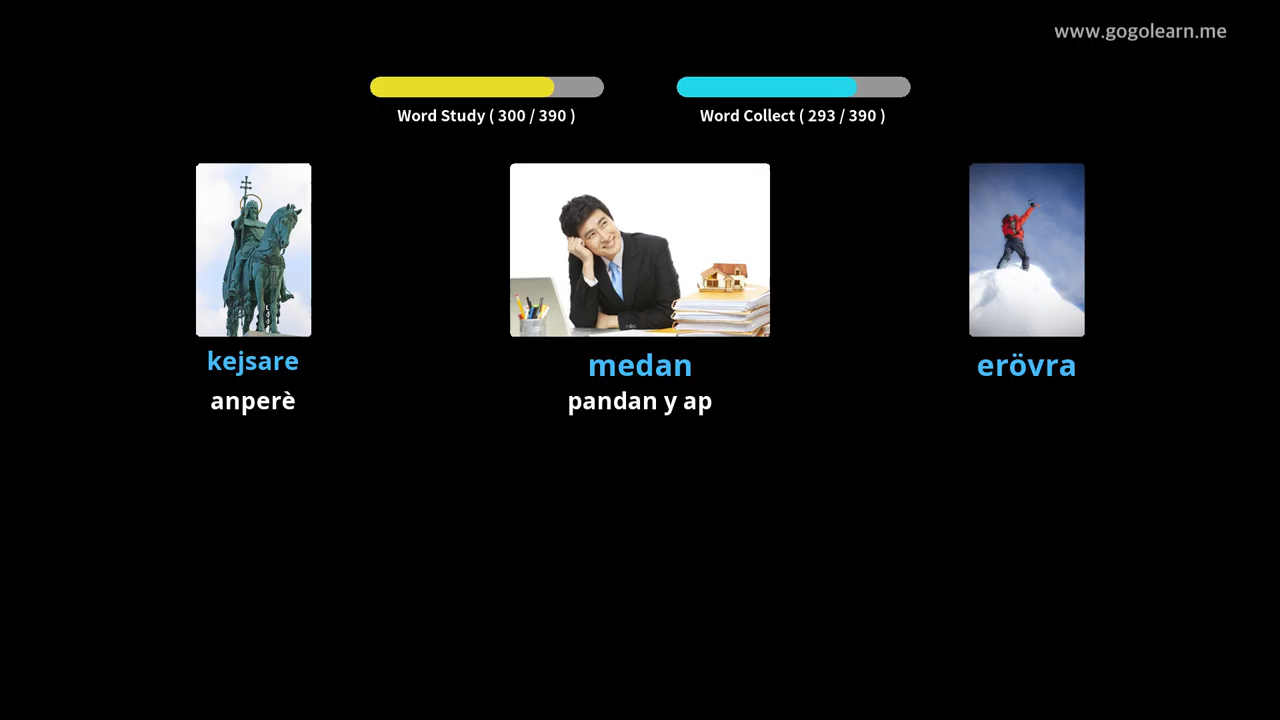 www.gogolearn.me
Word Study ( 300 / 390 )
Word Collect ( 293 / 390 )
kejsare
medan
erövra
anperè
pandan y ap